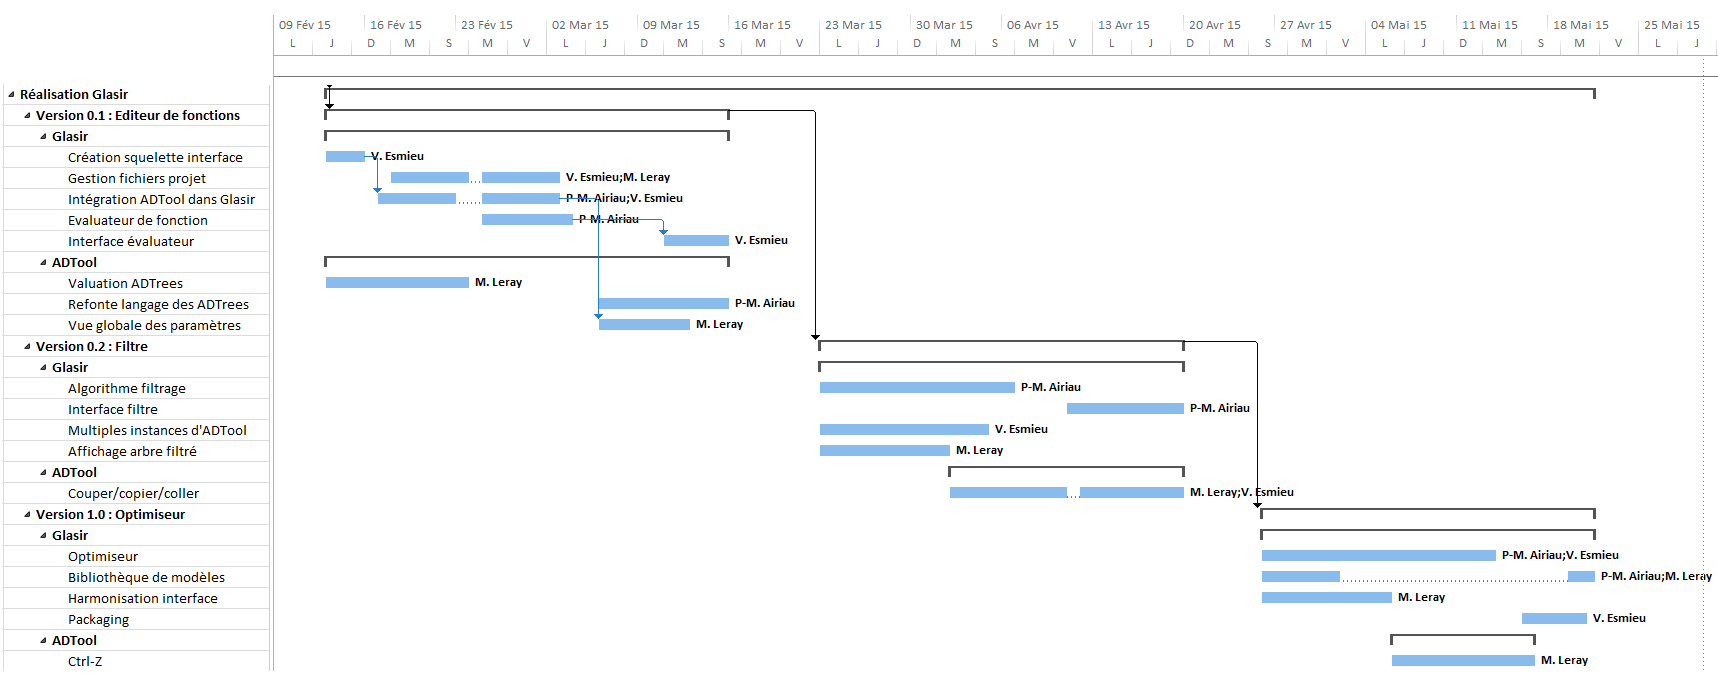 09 Fév 15 16 Fév 15 23 Fév 15 02 Mar 15 09 Mar 15 16 Mar 15 23 Mar 15 30 Mar 15 06 Avr 15 13 Avr 15 20 Avr 15 27 Avr 15 04 Mai 15 11 Mai 15 18 Mai 15 25 Mai 15
L J D M S M V L J D M S M V L J D M S M V L J D M S M V L J D M S M V L J
Réalisation Glasir
Version 0.1 : Editeur de fonctions
Glasir
Création squelette interface V. Esmieu
Gestion fichiers projet V. Esmieu;M. Leray
Intégration ADTool dans Glasir P-M. Airiau;V. Esmieu
Evaluateur de fonction P-M. Airiau
Interface évaluateur V. Esmieu
ADTool
Valuation ADTrees M. Leray
Refonte langage des ADTrees P-M. Airiau
Vue globale des paramètres M. Leray
Version 0.2 : Filtre
Glasir
Algorithme filtrage P-M. Airiau
Interface filtre P-M. Airiau
Multiples instances d'ADTool V. Esmieu
Affichage arbre filtré M. Leray
ADTool
Couper/copier/coller M. Leray;V. Esmieu
Version 1.0 : Optimiseur
Glasir
Optimiseur P-M. Airiau;V. Esmieu
Bibliothèque de modèles P-M. Airiau;M. Leray
Harmonisation interface M. Leray
Packaging V. Esmieu
ADTool
Ctrl-Z M. Leray